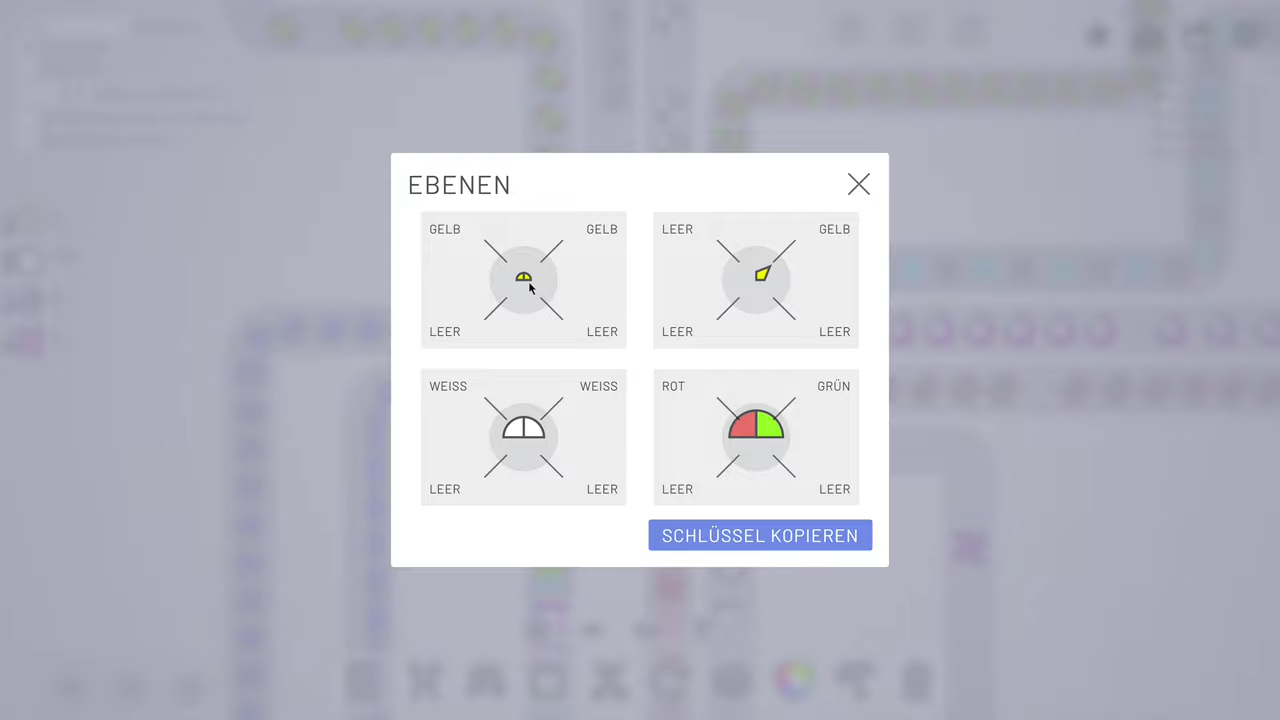 EBENEN
GELB GELB
LEER LEER
LEER GELB
LEER LEER
WEISS WEISS
LEER LEER
ROT GRÜN
LEER LEER
SCHLÜSSEL KOPIEREN